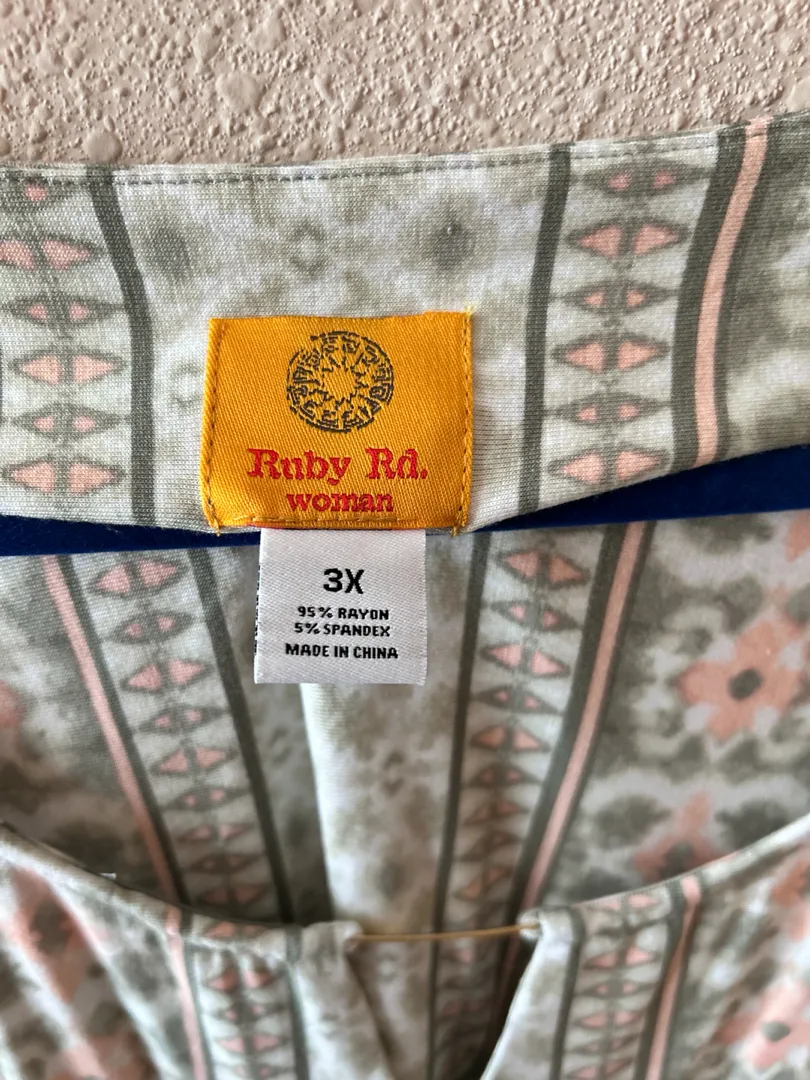 Ruby Rd.
woman
3X
95% RAYON
5% SPANDEX
MADE IN CHINA